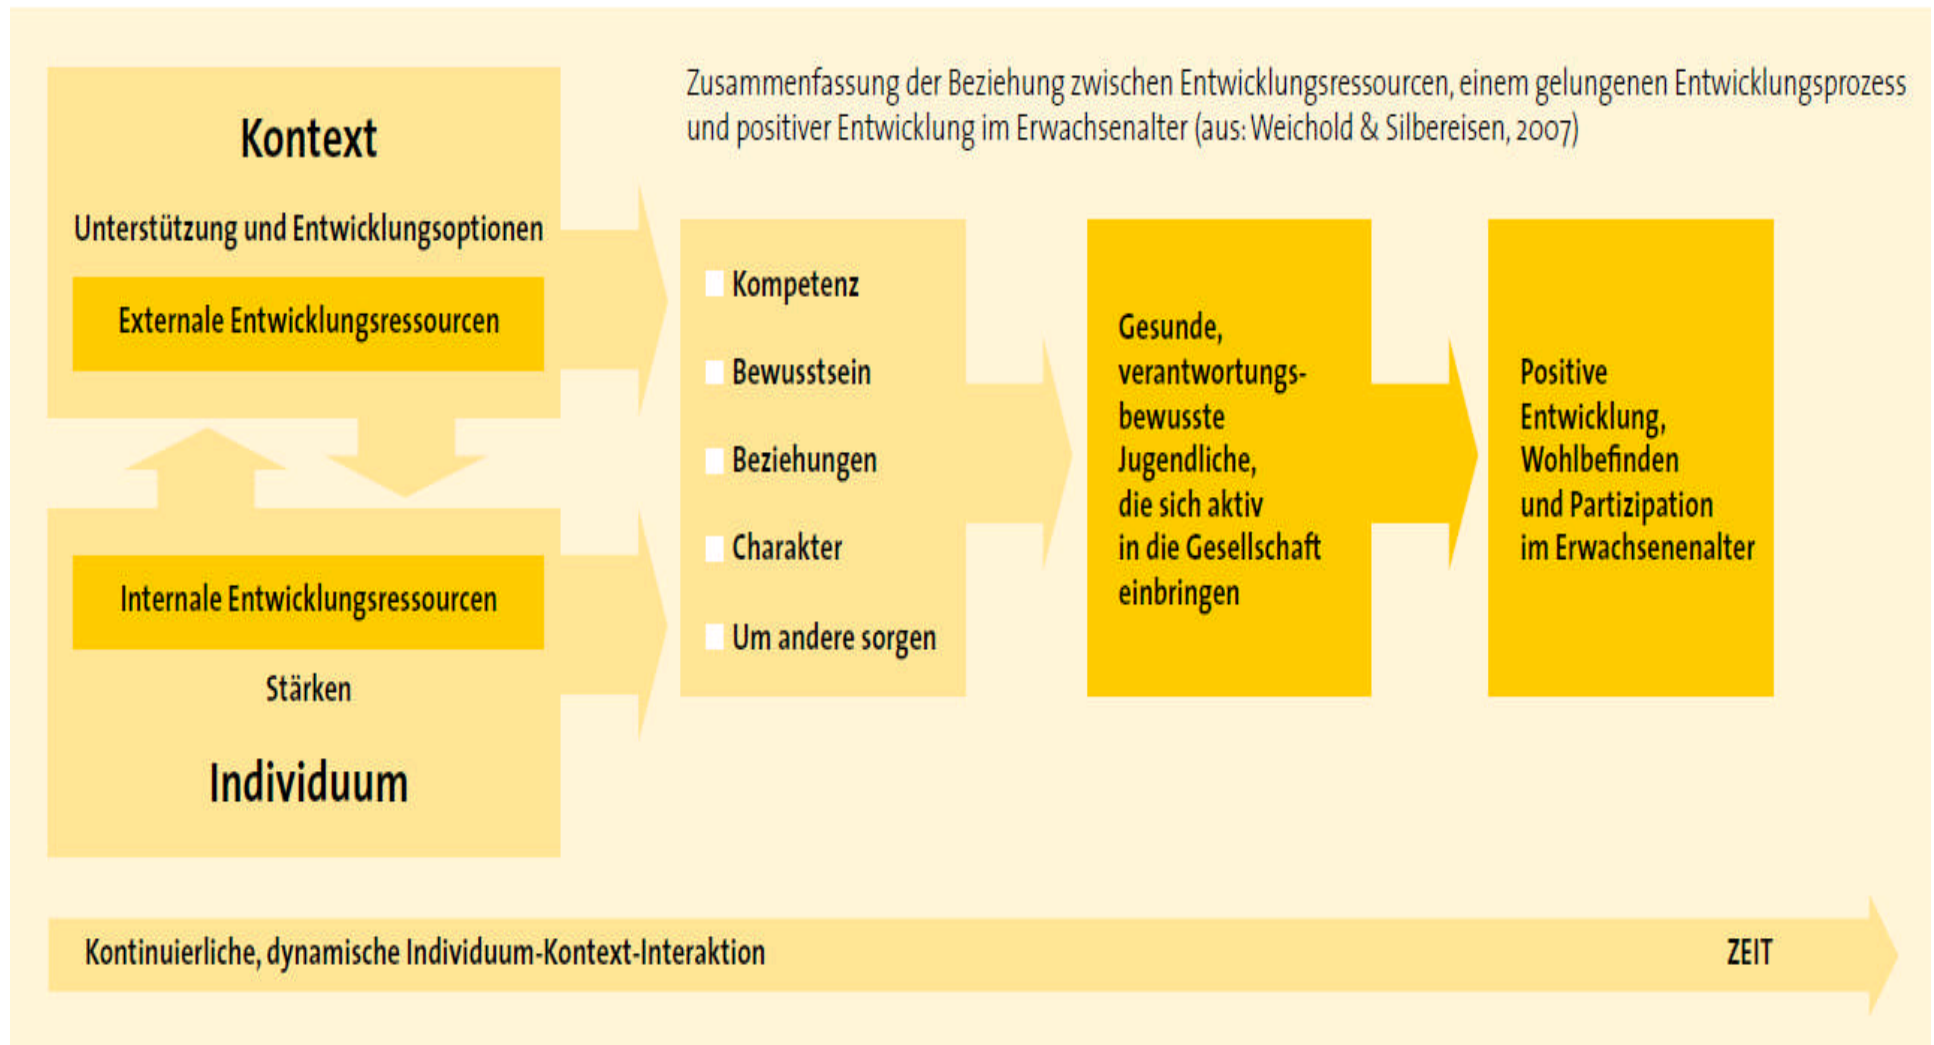 Zusammenfassung der Beziehung zwischen Entwicklungsressourcen, einem gelungenen Entwicklungsprozess
und positiver Entwicklung im Erwachsenalter (aus: Weichold & Silbereisen, 2007)
Kontext
Unterstützung und Entwicklungsoptionen
Externale Entwicklungsressourcen
Internale Entwicklungsressourcen
Stärken
Individuum
Kompetenz
Bewusstsein
Beziehungen
Charakter
Um andere sorgen
Gesunde,
verantwortungs-
bewusste
Jugendliche,
die sich aktiv
in die Gesellschaft
einbringen
Positive
Entwicklung,
Wohlbefinden
und Partizipation
im Erwachsenenalter
Kontinuierliche, dynamische Individuum-Kontext-Interaktion
ZEIT